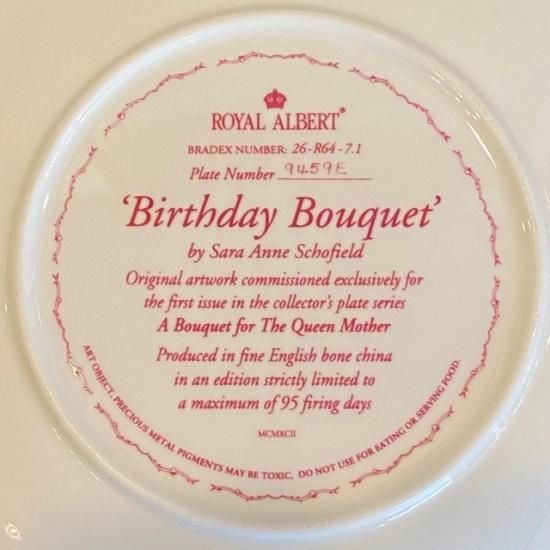 ROYAL ALBERT®
BRADEX NUMBER: 26-R64-7.1
Plate Number 9459E
‘Birthday Bouquet’
by Sara Anne Schofield
Original artwork commissioned exclusively for
the first issue in the collector's plate series
A Bouquet for The Queen Mother
Produced in fine English bone china
in an edition strictly limited to
a maximum of 95 firing days
MCMXCII
ART OBJECT, PRECIOUS METAL PIGMENTS MAY BE TOXIC. DO NOT USE FOR EATING OR SERVING FOOD.